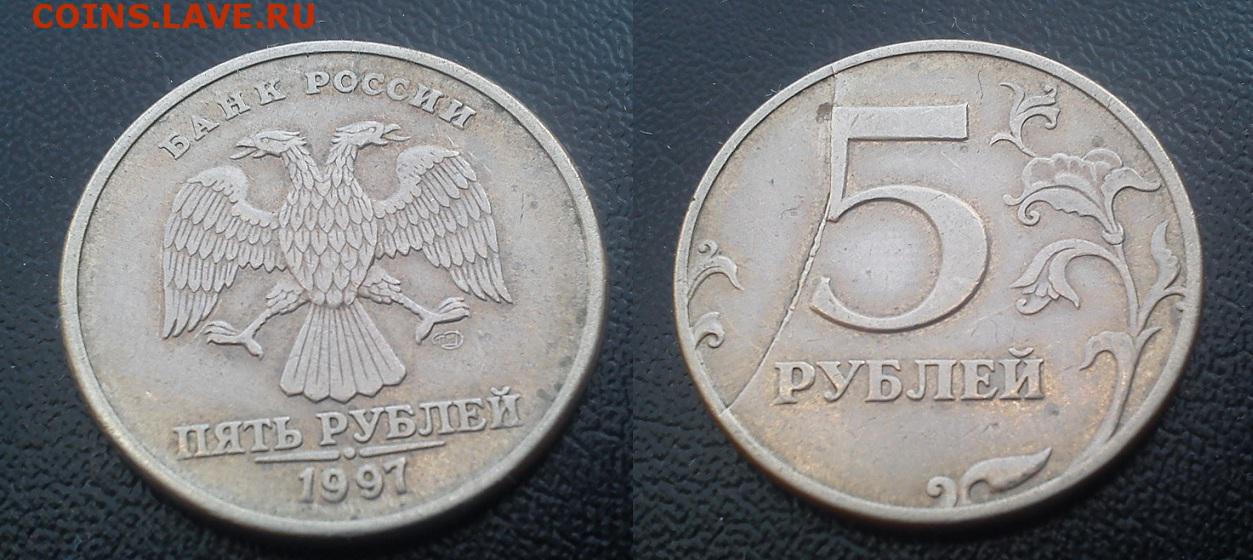 COINS.LAVE.RU
БАНК РОССИИ
ПЯТЬ РУБЛЕЙ
1997
5
РУБЛЕЙ